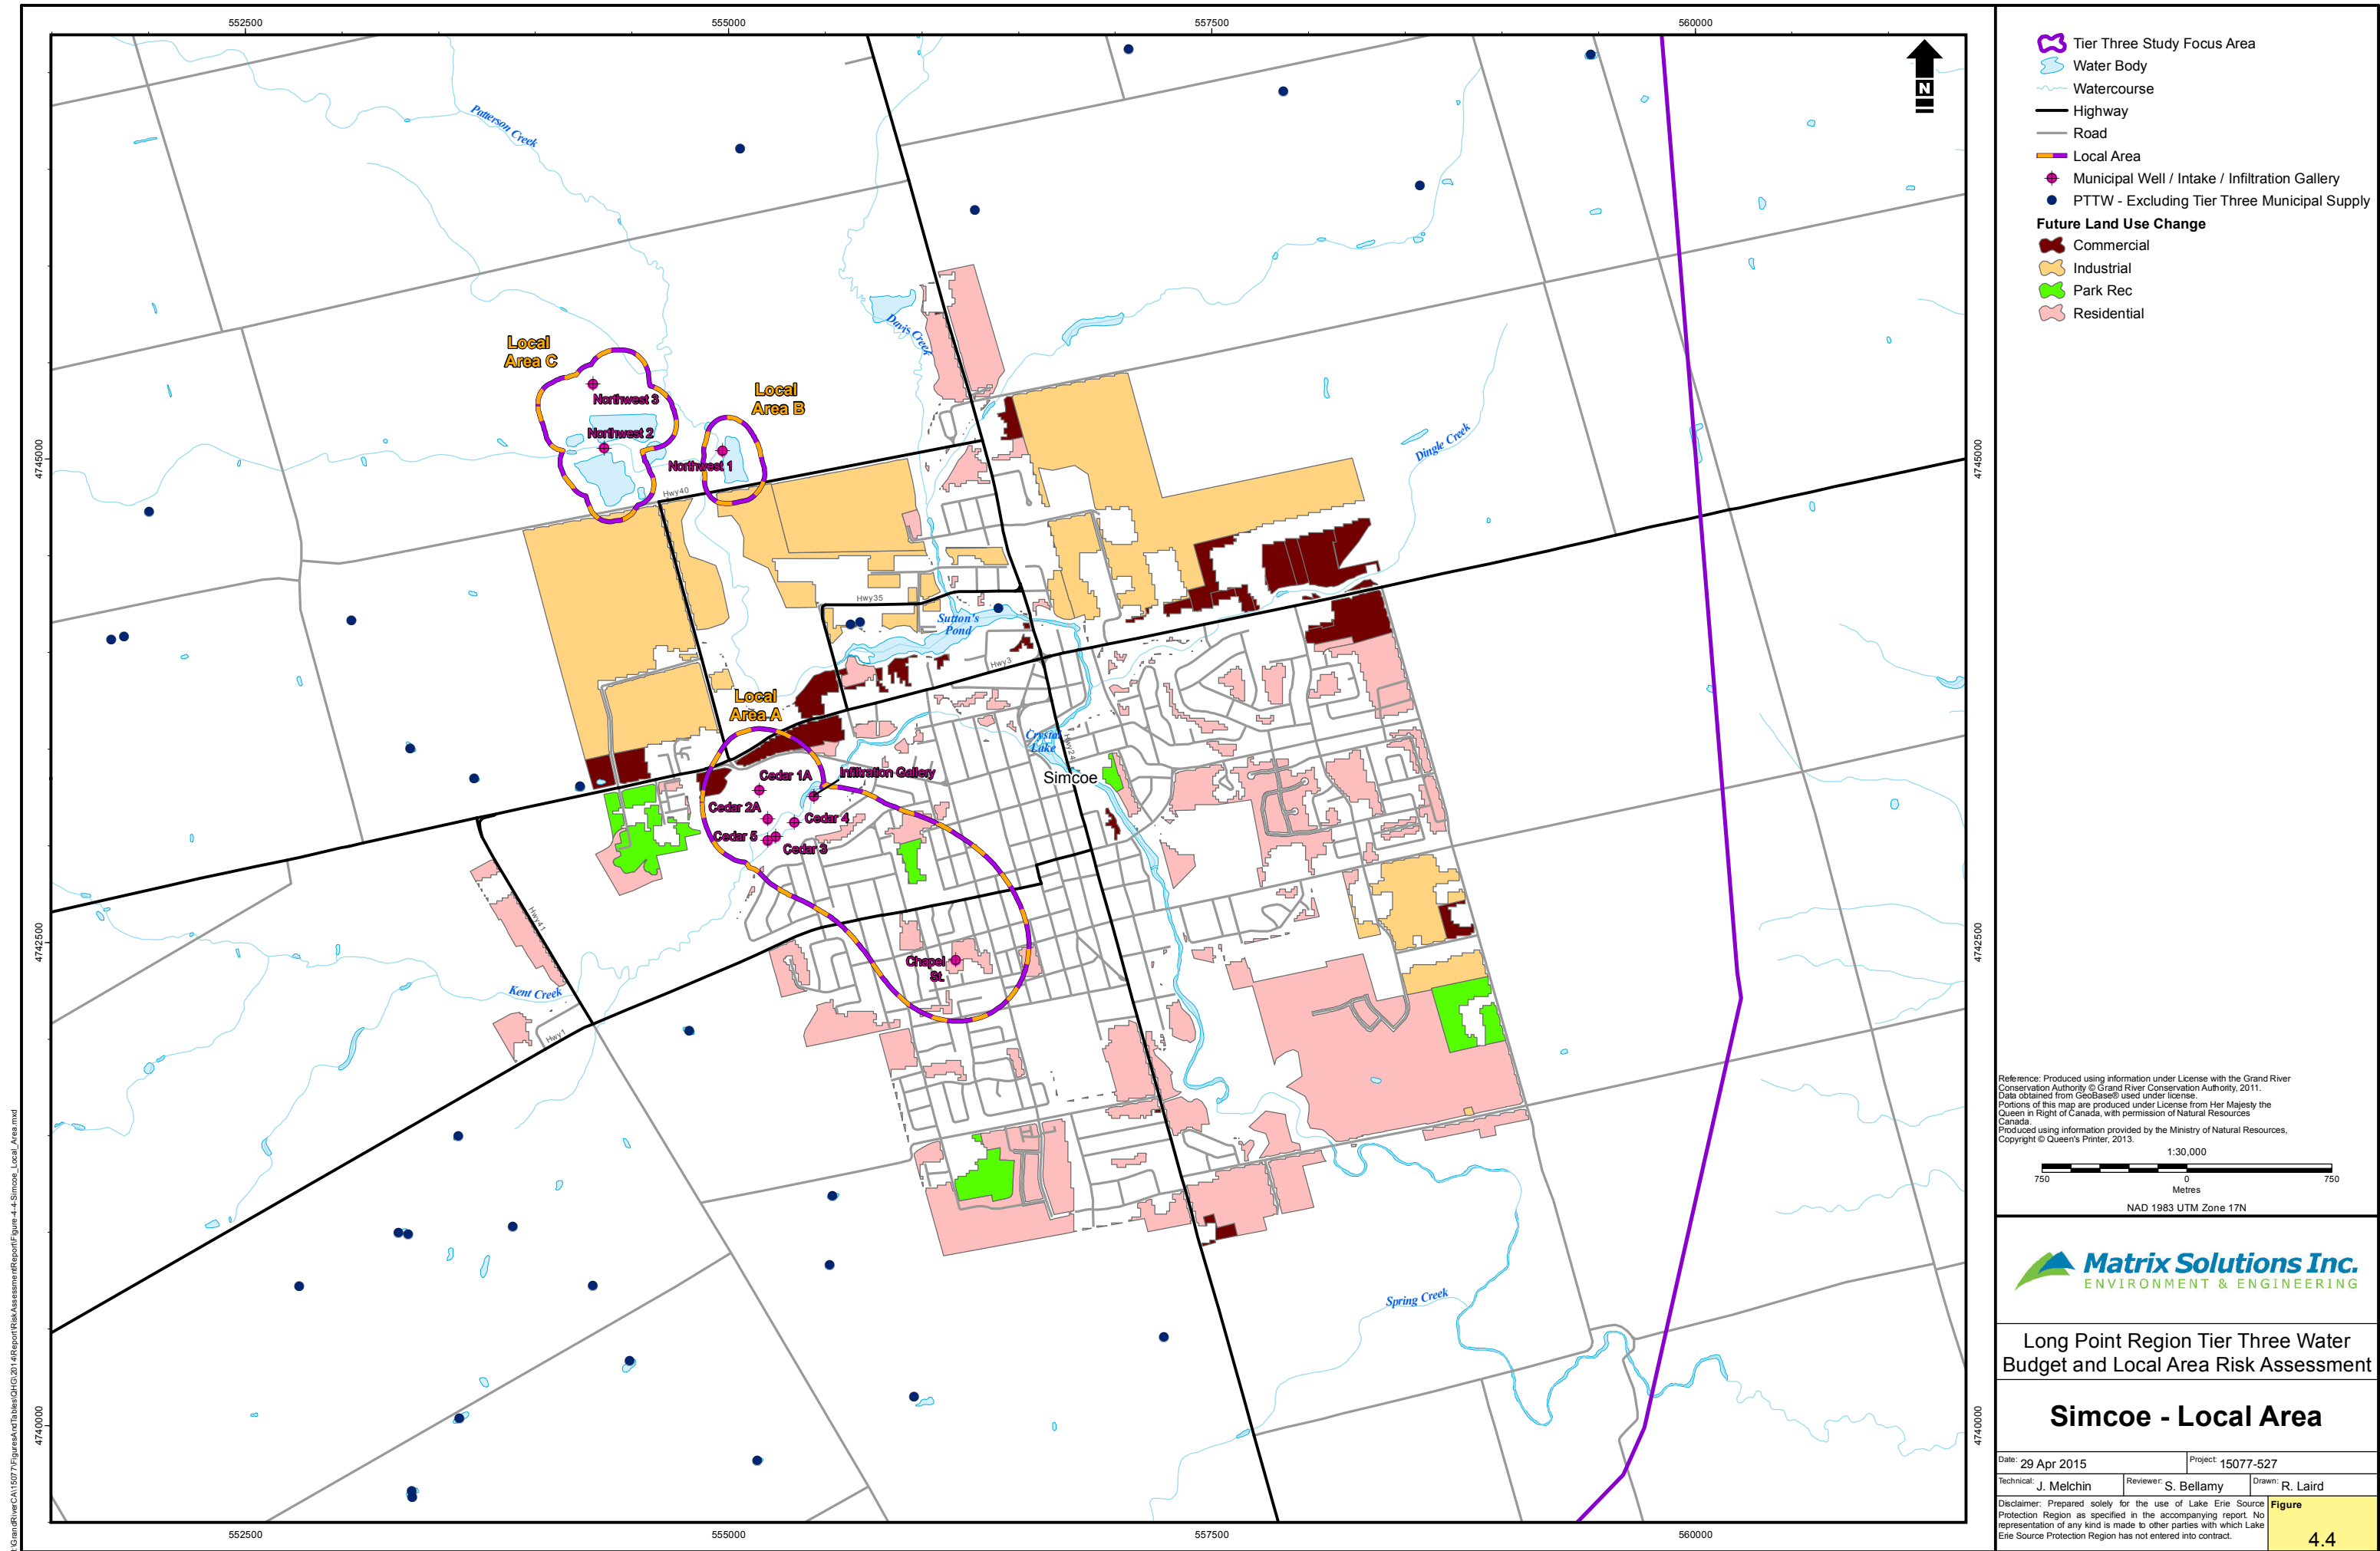 552500
555000
557500
560000
Patterson Creek
Davis Creek
Local
Area C
Northwest 3
Northwest 2
Local
Area B
Northwest 1
Hwy40
Dingle Creek
4745000
4745000
Hwy35
Sutton's
Pond
Hwy3
Local
Area A
Crystal
Lake
Hwy24
Simcoe
Cedar 1A
Infiltration Gallery
Cedar 2A
Cedar 4
Cedar 5
Cedar 3
Hwy41
Chapel
St.
4742500
4742500
Kent Creek
Hwy1
Spring Creek
4740000
4740000
552500
555000
557500
560000
N
Tier Three Study Focus Area
Water Body
Watercourse
Highway
Road
Local Area
Municipal Well / Intake / Infiltration Gallery
PTTW - Excluding Tier Three Municipal Supply
Future Land Use Change
Commercial
Industrial
Park Rec
Residential
Reference: Produced using information under License with the Grand River
Conservation Authority © Grand River Conservation Authority, 2011.
Data obtained from GeoBase® used under license.
Portions of this map are produced under License from Her Majesty the
Queen in Right of Canada, with permission of Natural Resources
Canada.
Produced using information provided by the Ministry of Natural Resources,
Copyright © Queen's Printer, 2013.
1:30,000
750 0 750
Metres
NAD 1983 UTM Zone 17N
Matrix Solutions Inc.
ENVIRONMENT & ENGINEERING
Long Point Region Tier Three Water
Budget and Local Area Risk Assessment
Simcoe - Local Area
Date: 29 Apr 2015 Project: 15077-527
Technical: J. Melchin Reviewer: S. Bellamy Drawn: R. Laird
Disclaimer: Prepared solely for the use of Lake Erie Source
Protection Region as specified in the accompanying report. No
representation of any kind is made to other parties with which Lake
Erie Source Protection Region has not entered into contract.
Figure
4.4